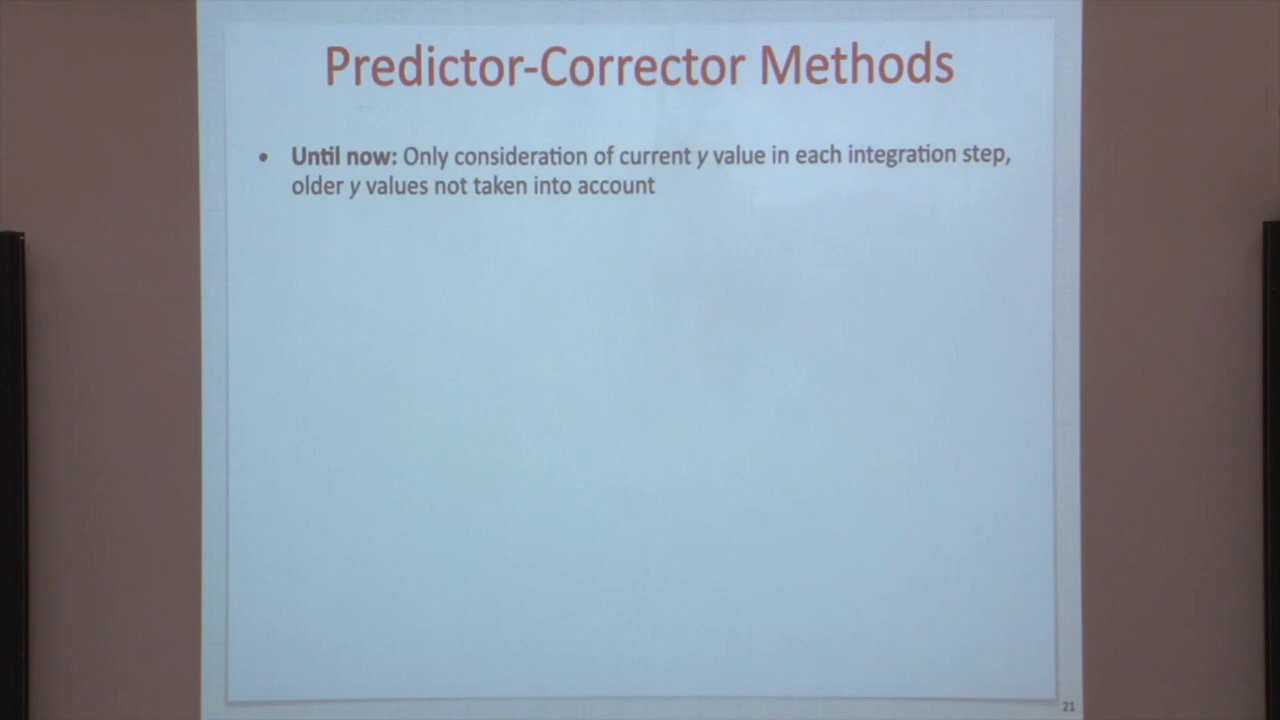 Predictor-Corrector Methods
• Until now: Only consideration of current y value in each integration step,
older y values not taken into account
21